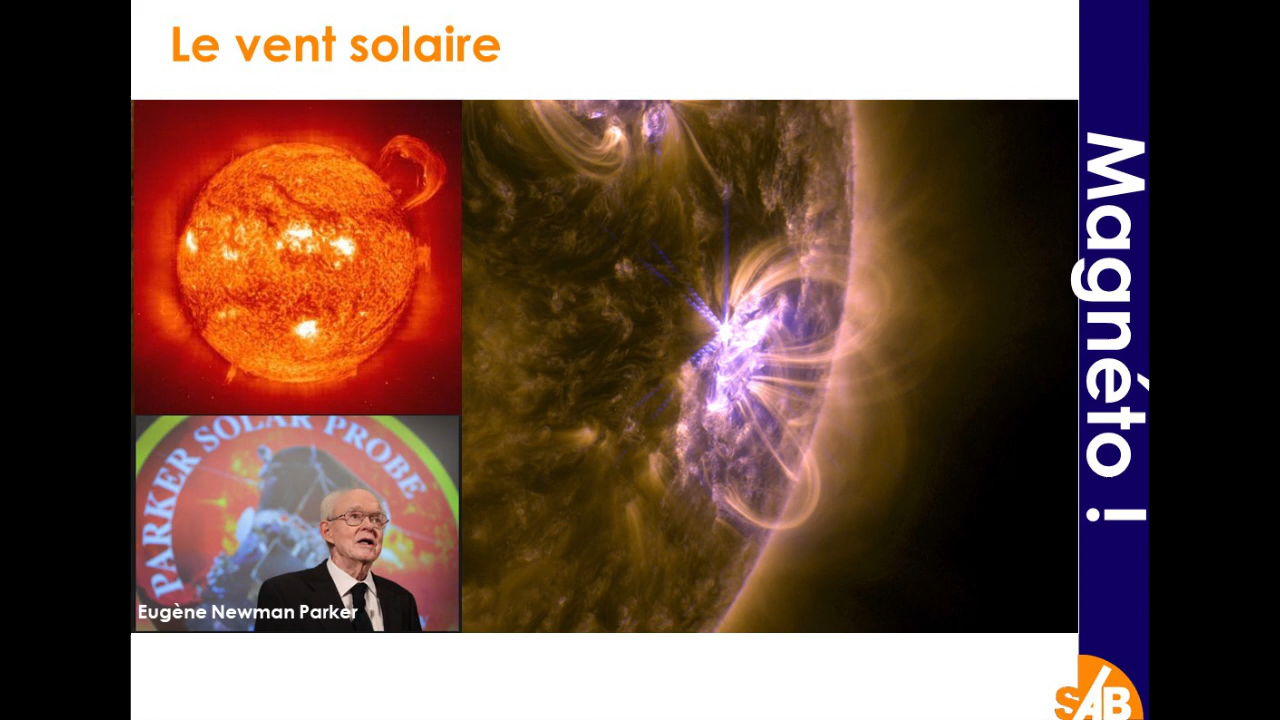 Le vent solaire
PARKER SOLAR PROBE
Eugène Newman Parker
Magnéto !
SAB